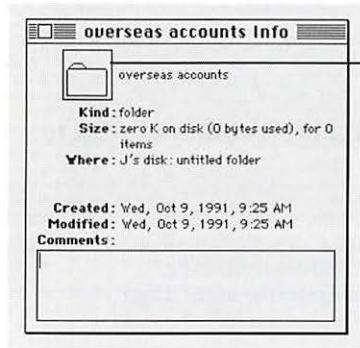 overseas accounts Info
overseas accounts
Kind: folder
Size: zero K on disk (0 bytes used), for 0
items
Where: J's disk: untitled folder
Created: Wed, Oct 9, 1991, 9:25 AM
Modified: Wed, Oct 9, 1991, 9:25 AM
Comments: